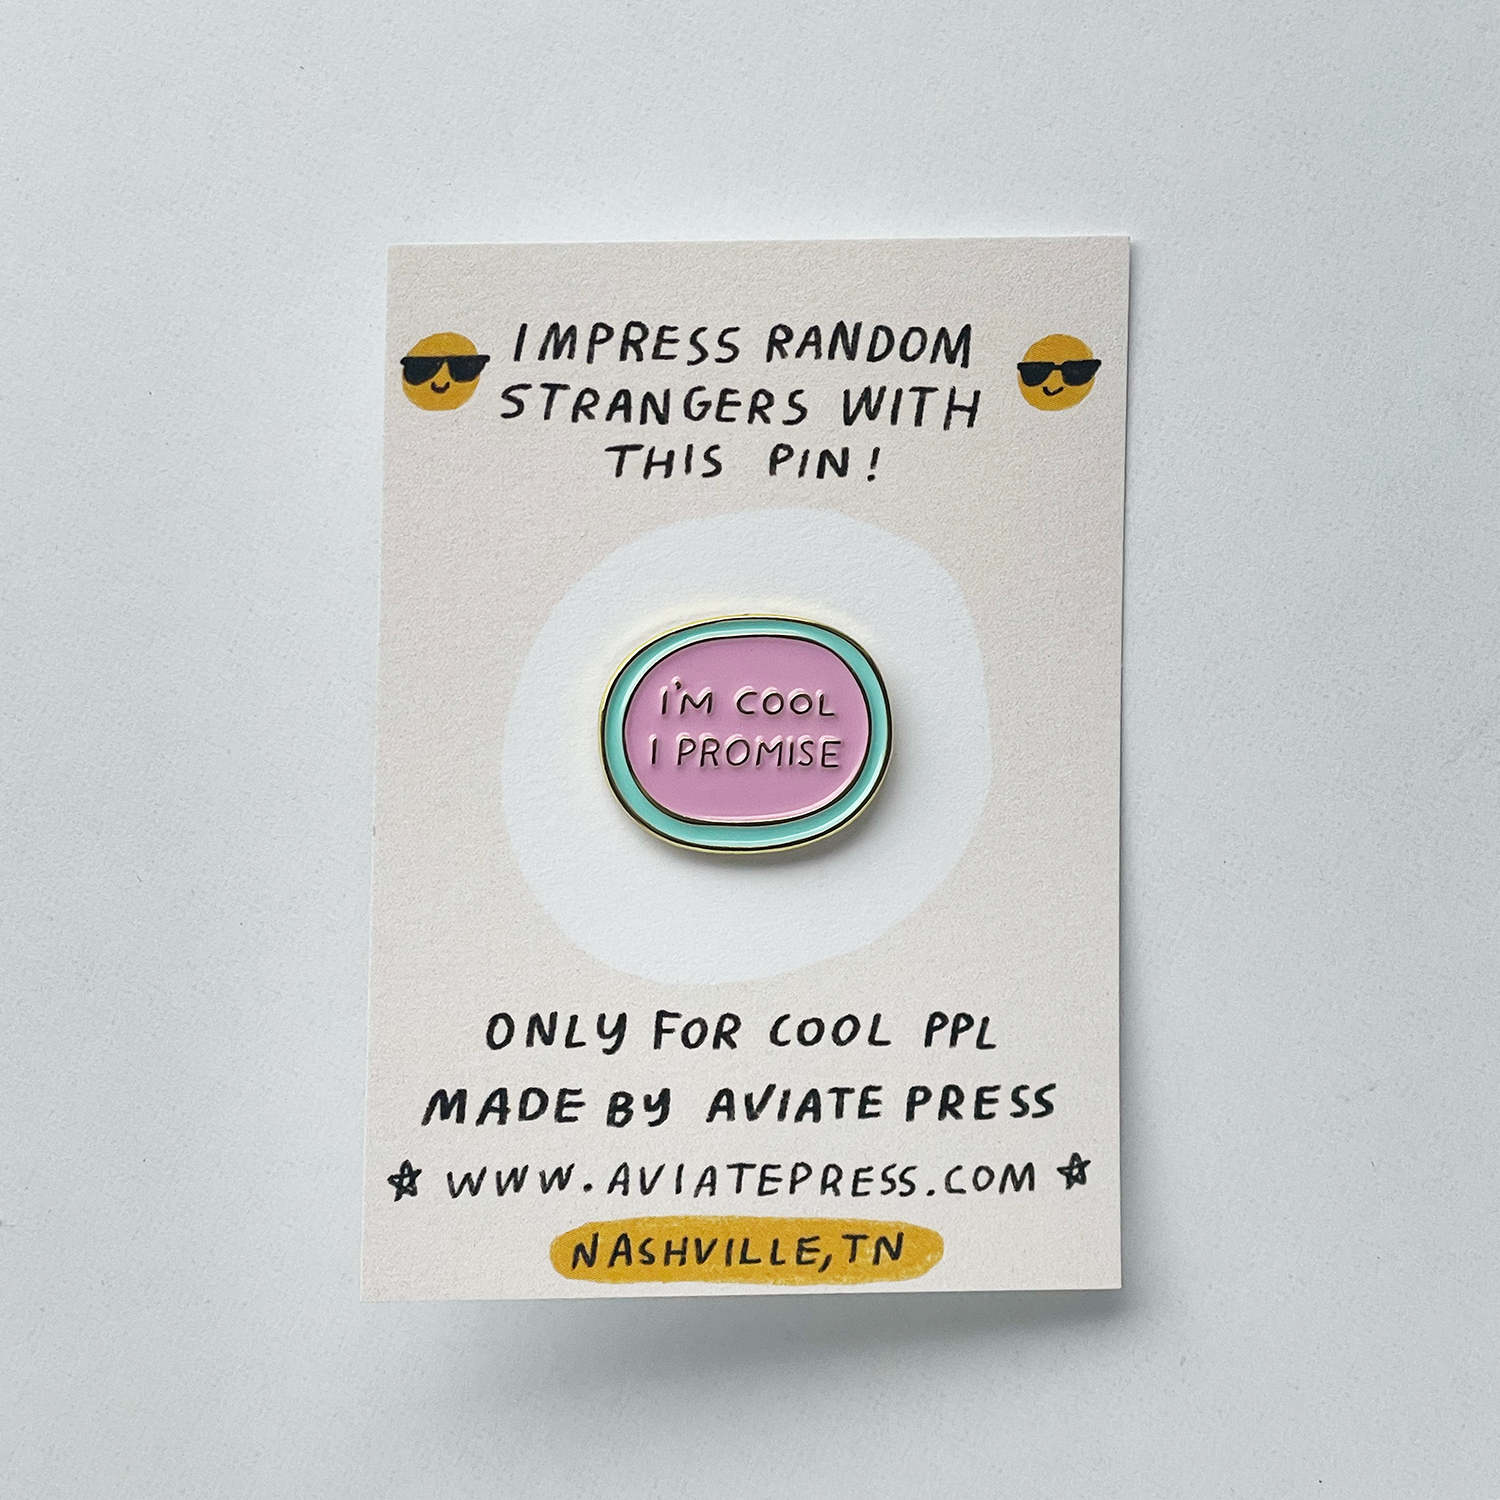 IMPRESS RANDOM
STRANGERS WITH
THIS PIN!
I'M COOL
I PROMISE
ONLY FOR COOL PPL
MADE BY AVIATE PRESS
WWW.AVIATEPRESS.COM
NASHVILLE, TN